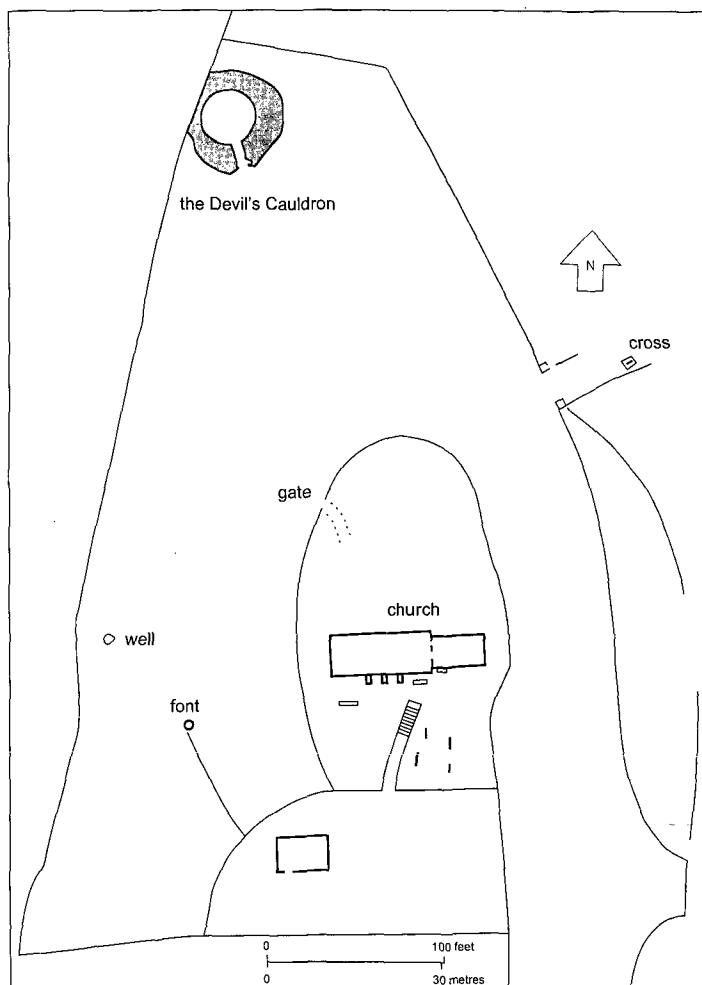 the Devil's Cauldron
N
cross
gate
church
well
font
0 100 feet
0 30 metres